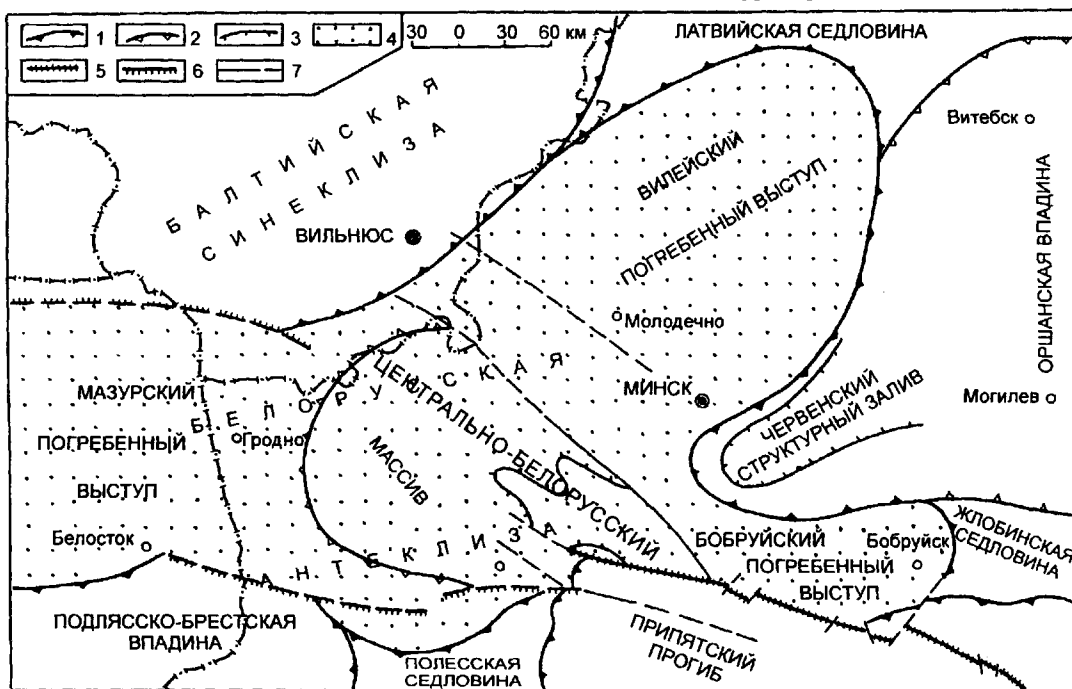 1 2 3 4
30 0 30 60 км
5 6 7
ЛАТВИЙСКАЯ СЕДЛОВИНА
БАЛТИЙСКАЯ
СИНЕКЛИЗА
Витебск
ВИЛЕЙСКИЙ
ПОГРЕБЕННЫЙ ВЫСТУП
ОРШАНСКАЯ ВПАДИНА
ВИЛЬНЮС
Молодечно
МИНСК
Могилев
ЧЕРВЕНСКИЙ
СТРУКТУРНЫЙ ЗАЛИВ
БЕЛОРУССКАЯ
АНТЕКЛИЗА
ЦЕНТРАЛЬНО-БЕЛОРУССКИЙ
МАССИВ
МАЗУРСКИЙ
ПОГРЕБЕННЫЙ
ВЫСТУП
Гродно
Белосток
БОБРУЙСКИЙ
ПОГРЕБЕННЫЙ
ВЫСТУП
Бобруйск
ЖЛОБИНСКАЯ
СЕДЛОВИНА
ПОДЛЯССКО-БРЕСТСКАЯ
ВПАДИНА
ПОЛЕССКАЯ
СЕДЛОВИНА
ПРИПЯТСКИЙ
ПРОГИБ